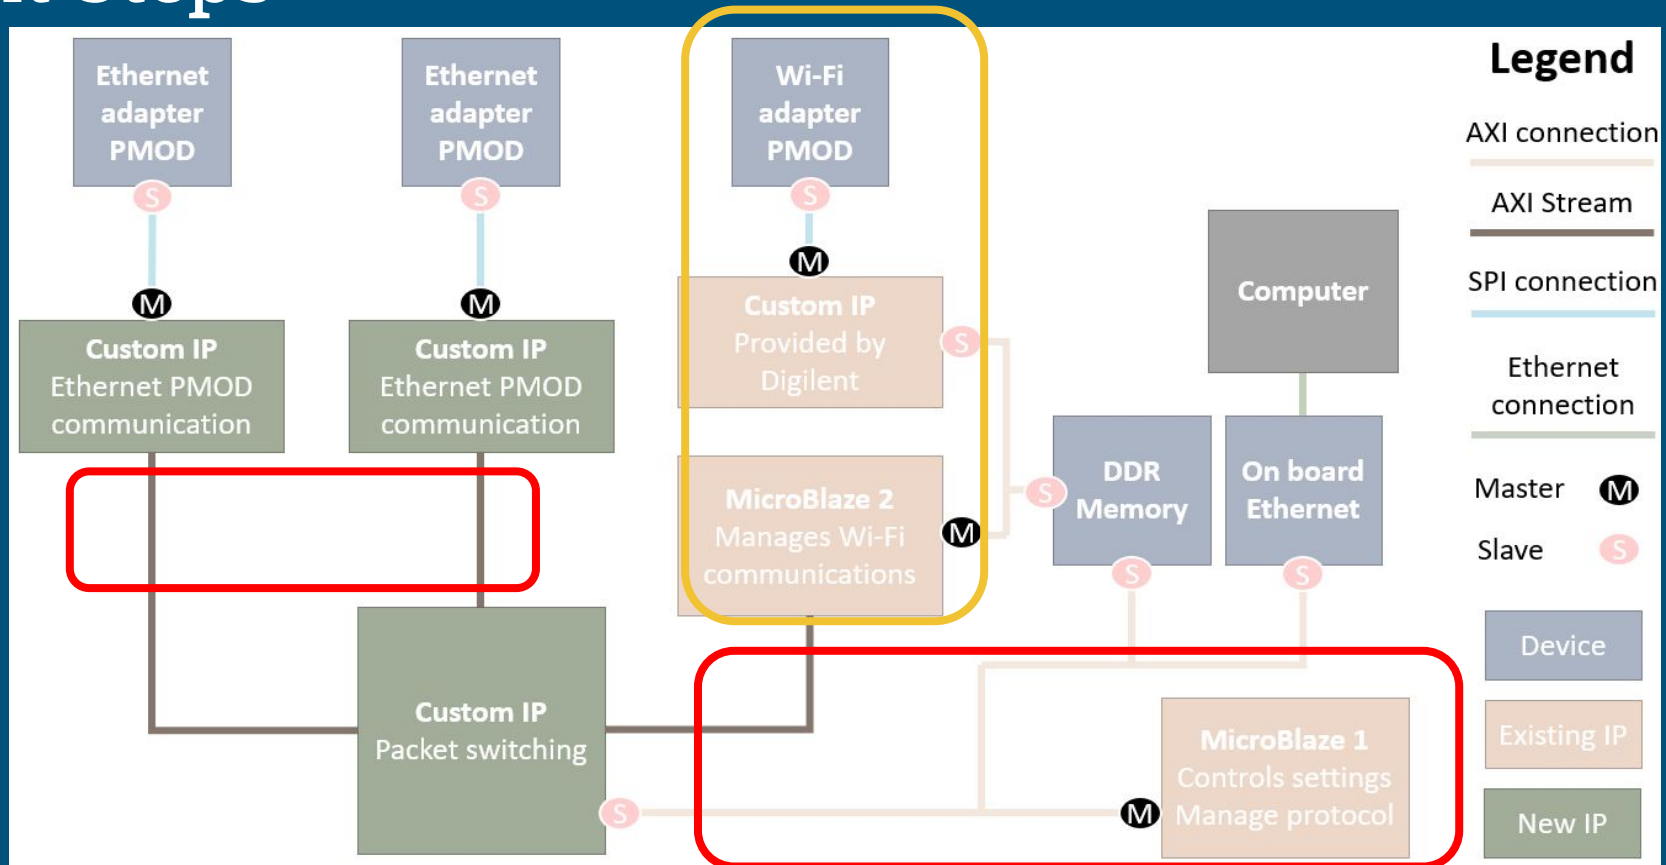 Ethernet
adapter
PMOD
S
M
Custom IP
Ethernet PMOD
communication
Ethernet
adapter
PMOD
S
M
Custom IP
Ethernet PMOD
communication
Wi-Fi
adapter
PMOD
S
M
Custom IP
Provided by
Digilent
S
MicroBlaze 2
Manages Wi-Fi
communications
M
S
DDR
Memory
S
Computer
On board
Ethernet
S
Custom IP
Packet switching
S
M
MicroBlaze 1
Controls settings
Manage protocol
Legend
AXI connection
AXI Stream
SPI connection
Ethernet
connection
Master M
Slave S
Device
Existing IP
New IP